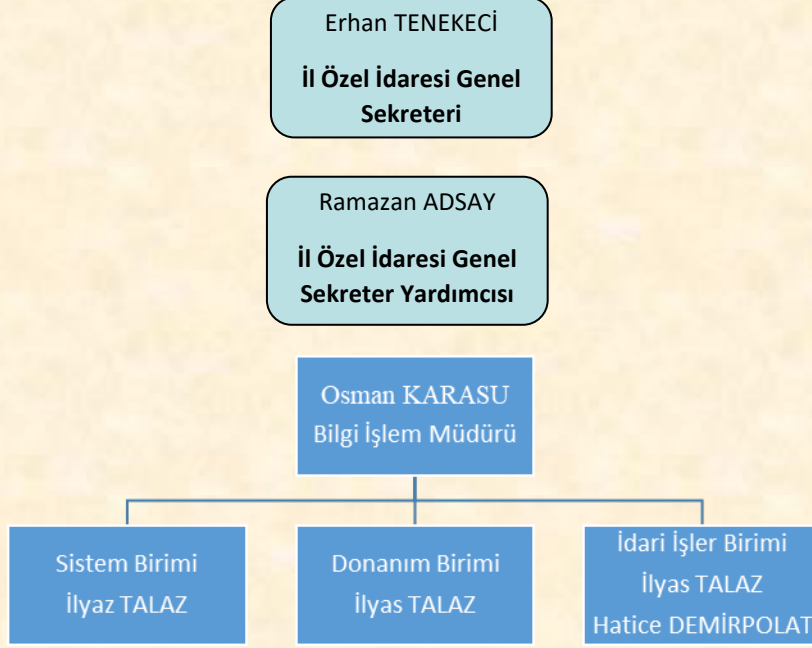 Erhan TENEKECİ
İl Özel İdaresi Genel
Sekreteri
Ramazan ADSAY
İl Özel İdaresi Genel
Sekreter Yardımcısı
Osman KARASU
Bilgi İşlem Müdürü
Sistem Birimi
İlyaz TALAZ
Donanım Birimi
İlyas TALAZ
İdari İşler Birimi
İlyas TALAZ
Hatice DEMİRPOLAT